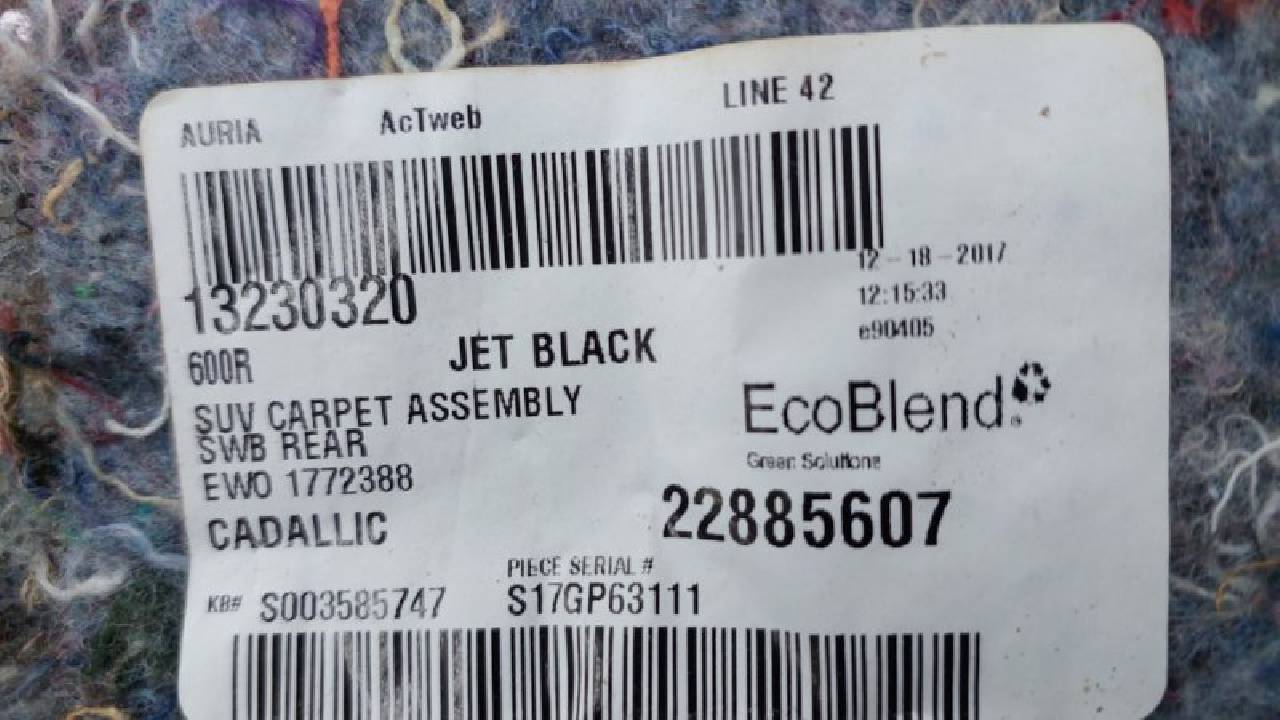 AURIA AcTweb LINE 42
13230320
12-18-2017
12:15:33
e90405
600R JET BLACK
SUV CARPET ASSEMBLY
SWB REAR
EWO 1772388
CADALLIC
EcoBlend
Green Solutions
22885607
PIECE SERIAL #
KB# S003585747 S17GP63111